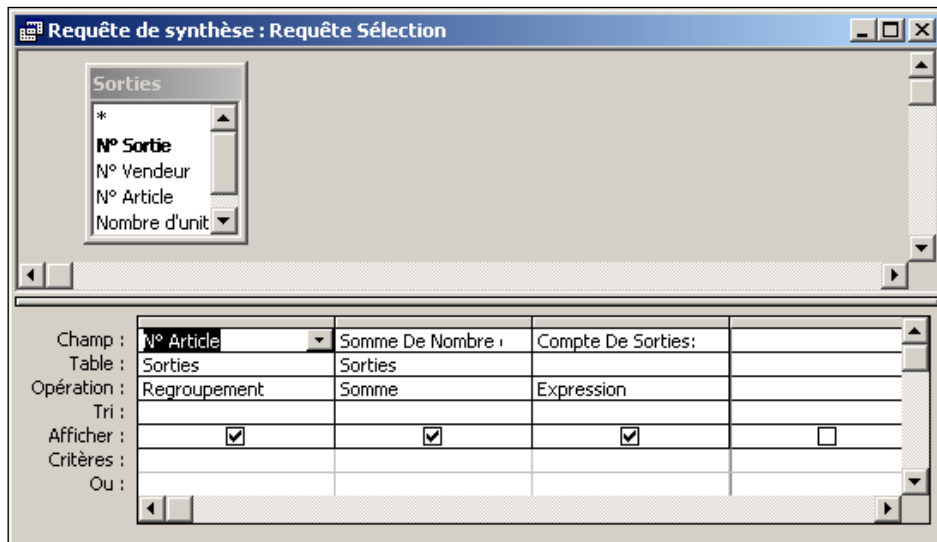 Requête de synthèse : Requête Sélection
Sorties
*
N° Sortie
N° Vendeur
N° Article
Nombre d'unit
Champ : N° Article Somme De Nombre Compte De Sorties:
Table : Sorties Sorties
Opération : Regroupement Somme Expression
Tri :
Afficher :
Critères :
Ou :